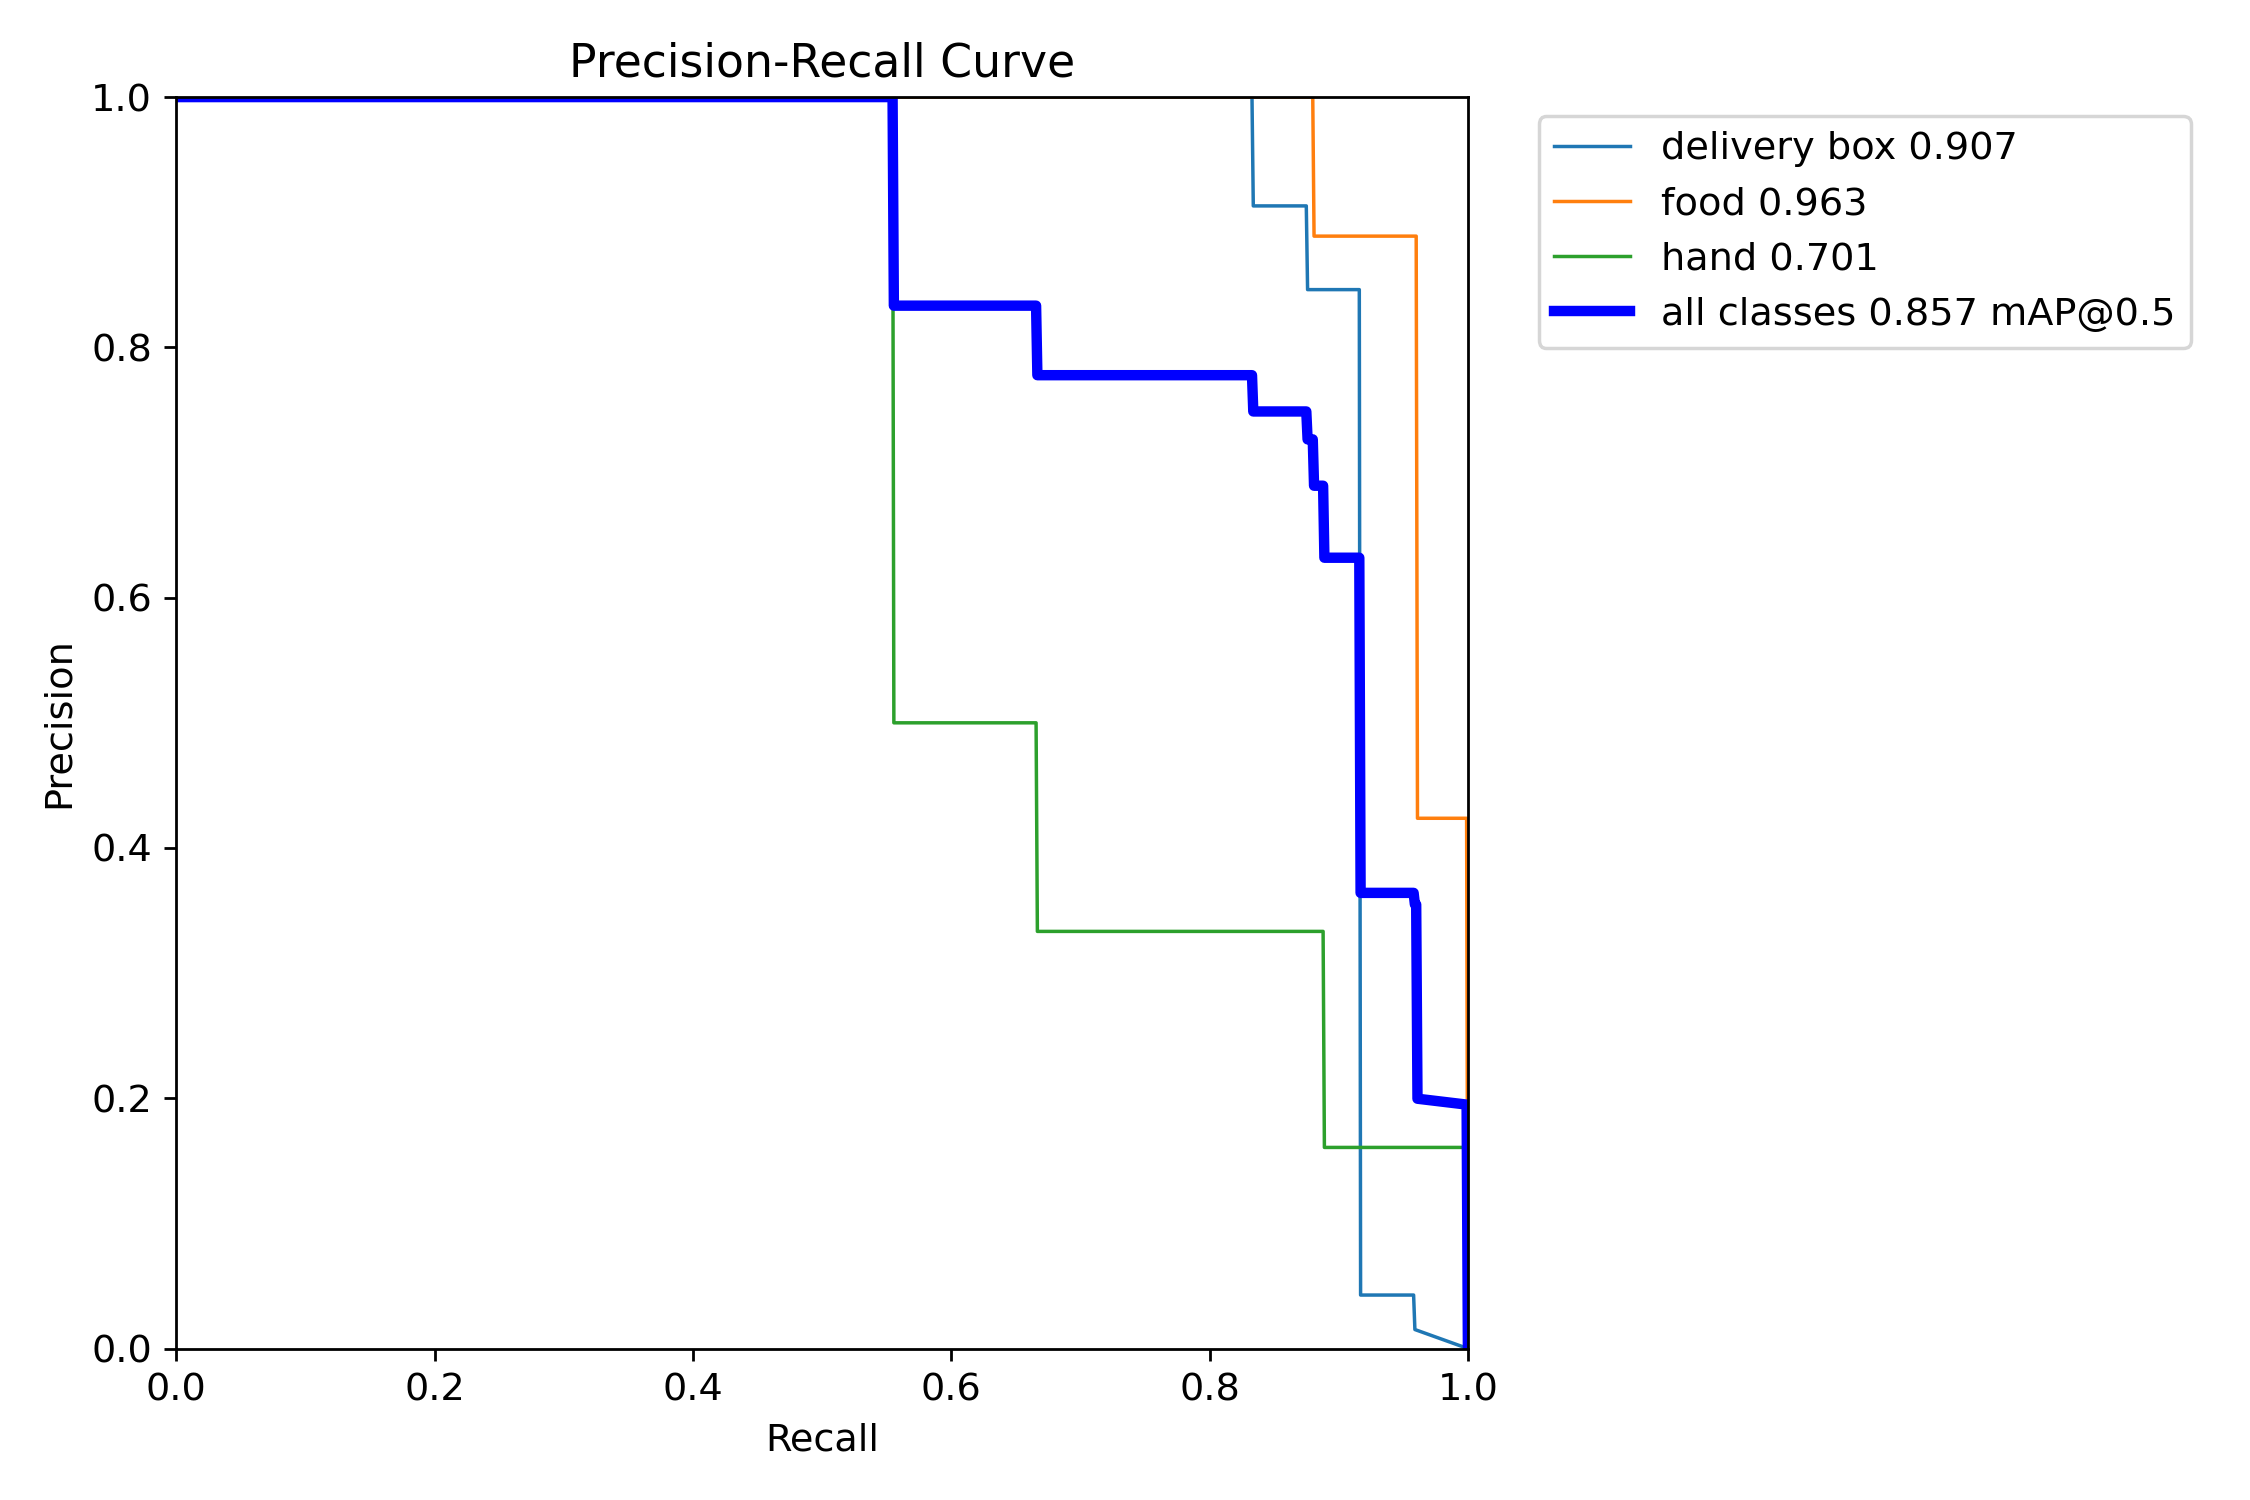 Precision-Recall Curve
1.0
0.8
0.6
0.4
0.2
0.0
Precision
0.0 0.2 0.4 0.6 0.8 1.0
Recall
delivery box 0.907
food 0.963
hand 0.701
all classes 0.857 mAP@0.5